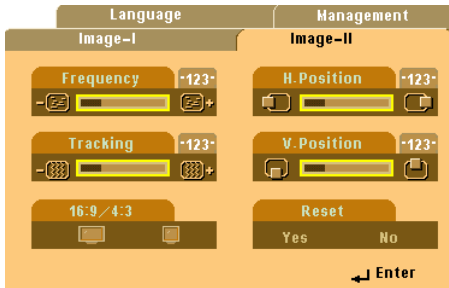 Language Management
Image-I Image-II
Frequency -123- H.Position -123-
- +
Tracking -123- V.Position -123-
- +
16:9/4:3 Reset
Yes No
Enter